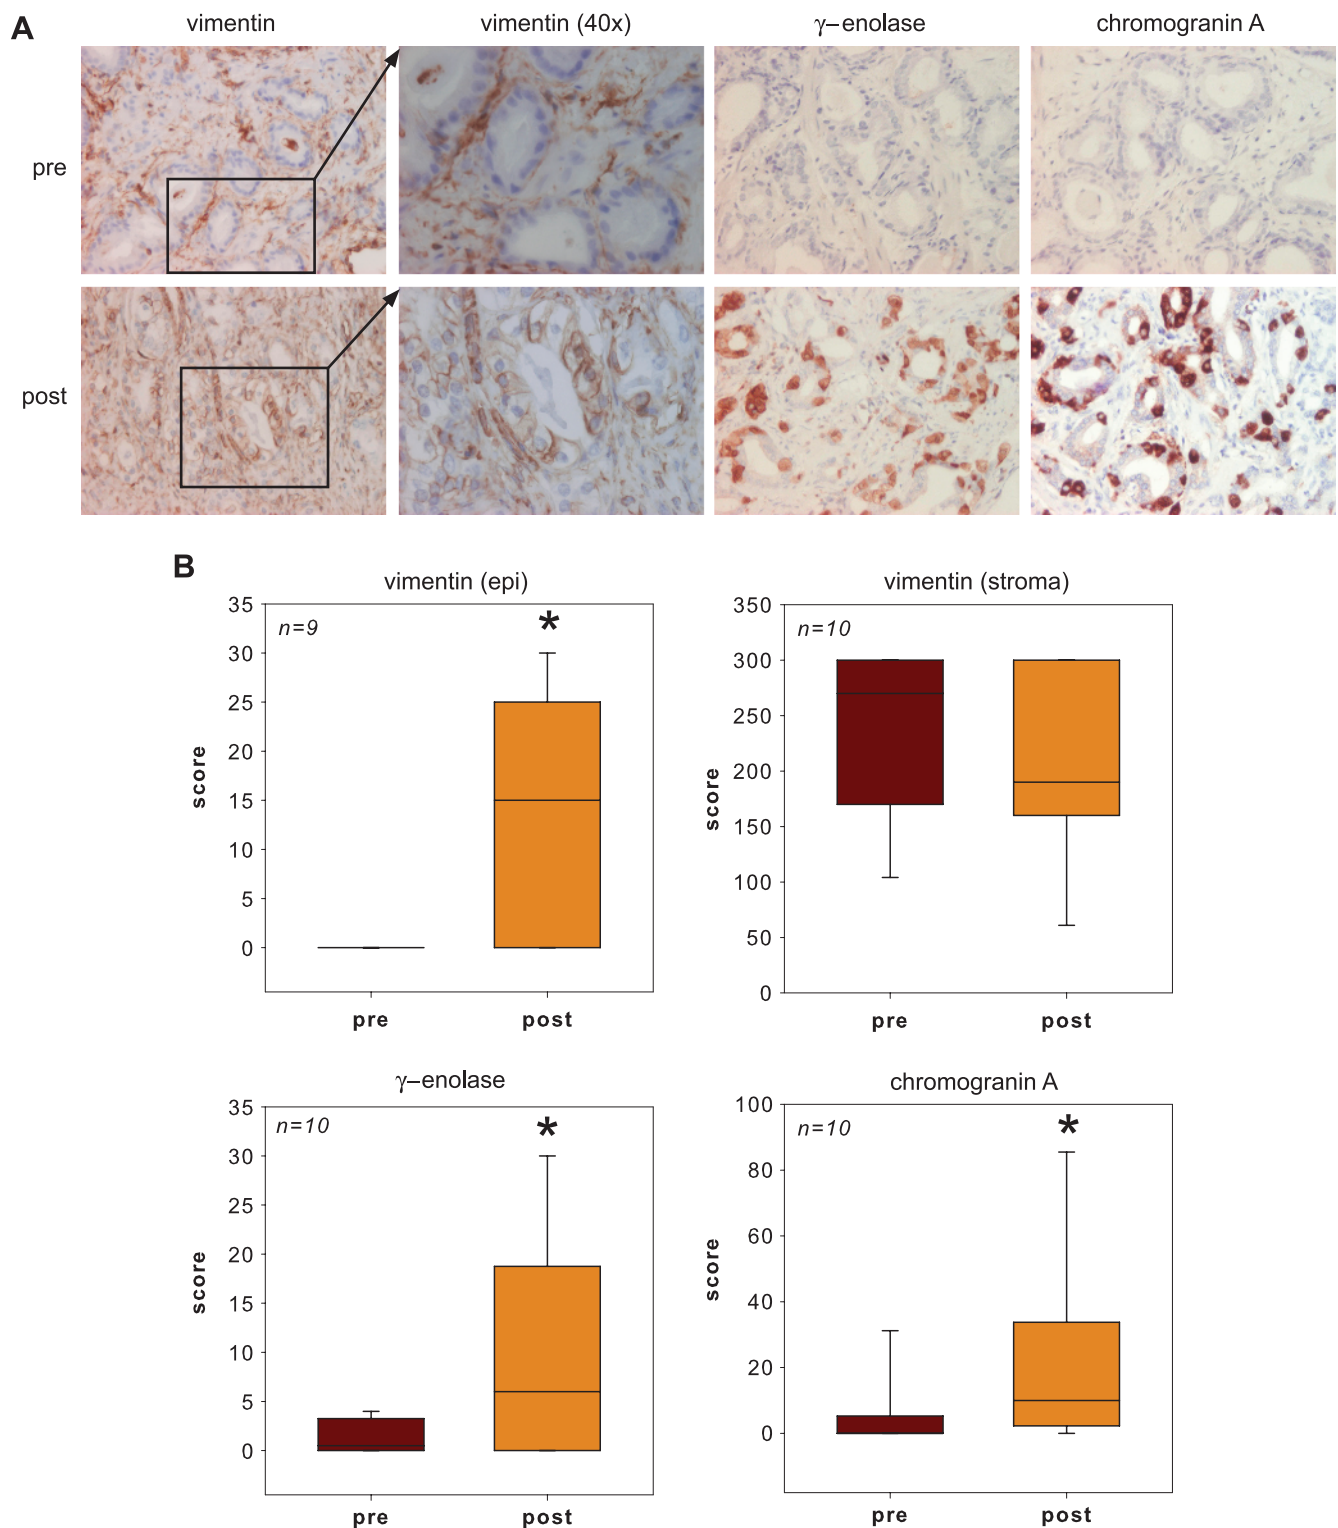 A
vimentin
vimentin (40x)
γ–enolase
chromogranin A
pre
post
B
vimentin (epi)
35
30
25
20
15
10
5
0
score
n=9
*
pre
post
vimentin (stroma)
350
300
250
200
150
100
50
0
score
n=10
pre
post
γ–enolase
35
30
25
20
15
10
5
0
score
n=10
*
pre
post
chromogranin A
100
80
60
40
20
0
score
n=10
*
pre
post